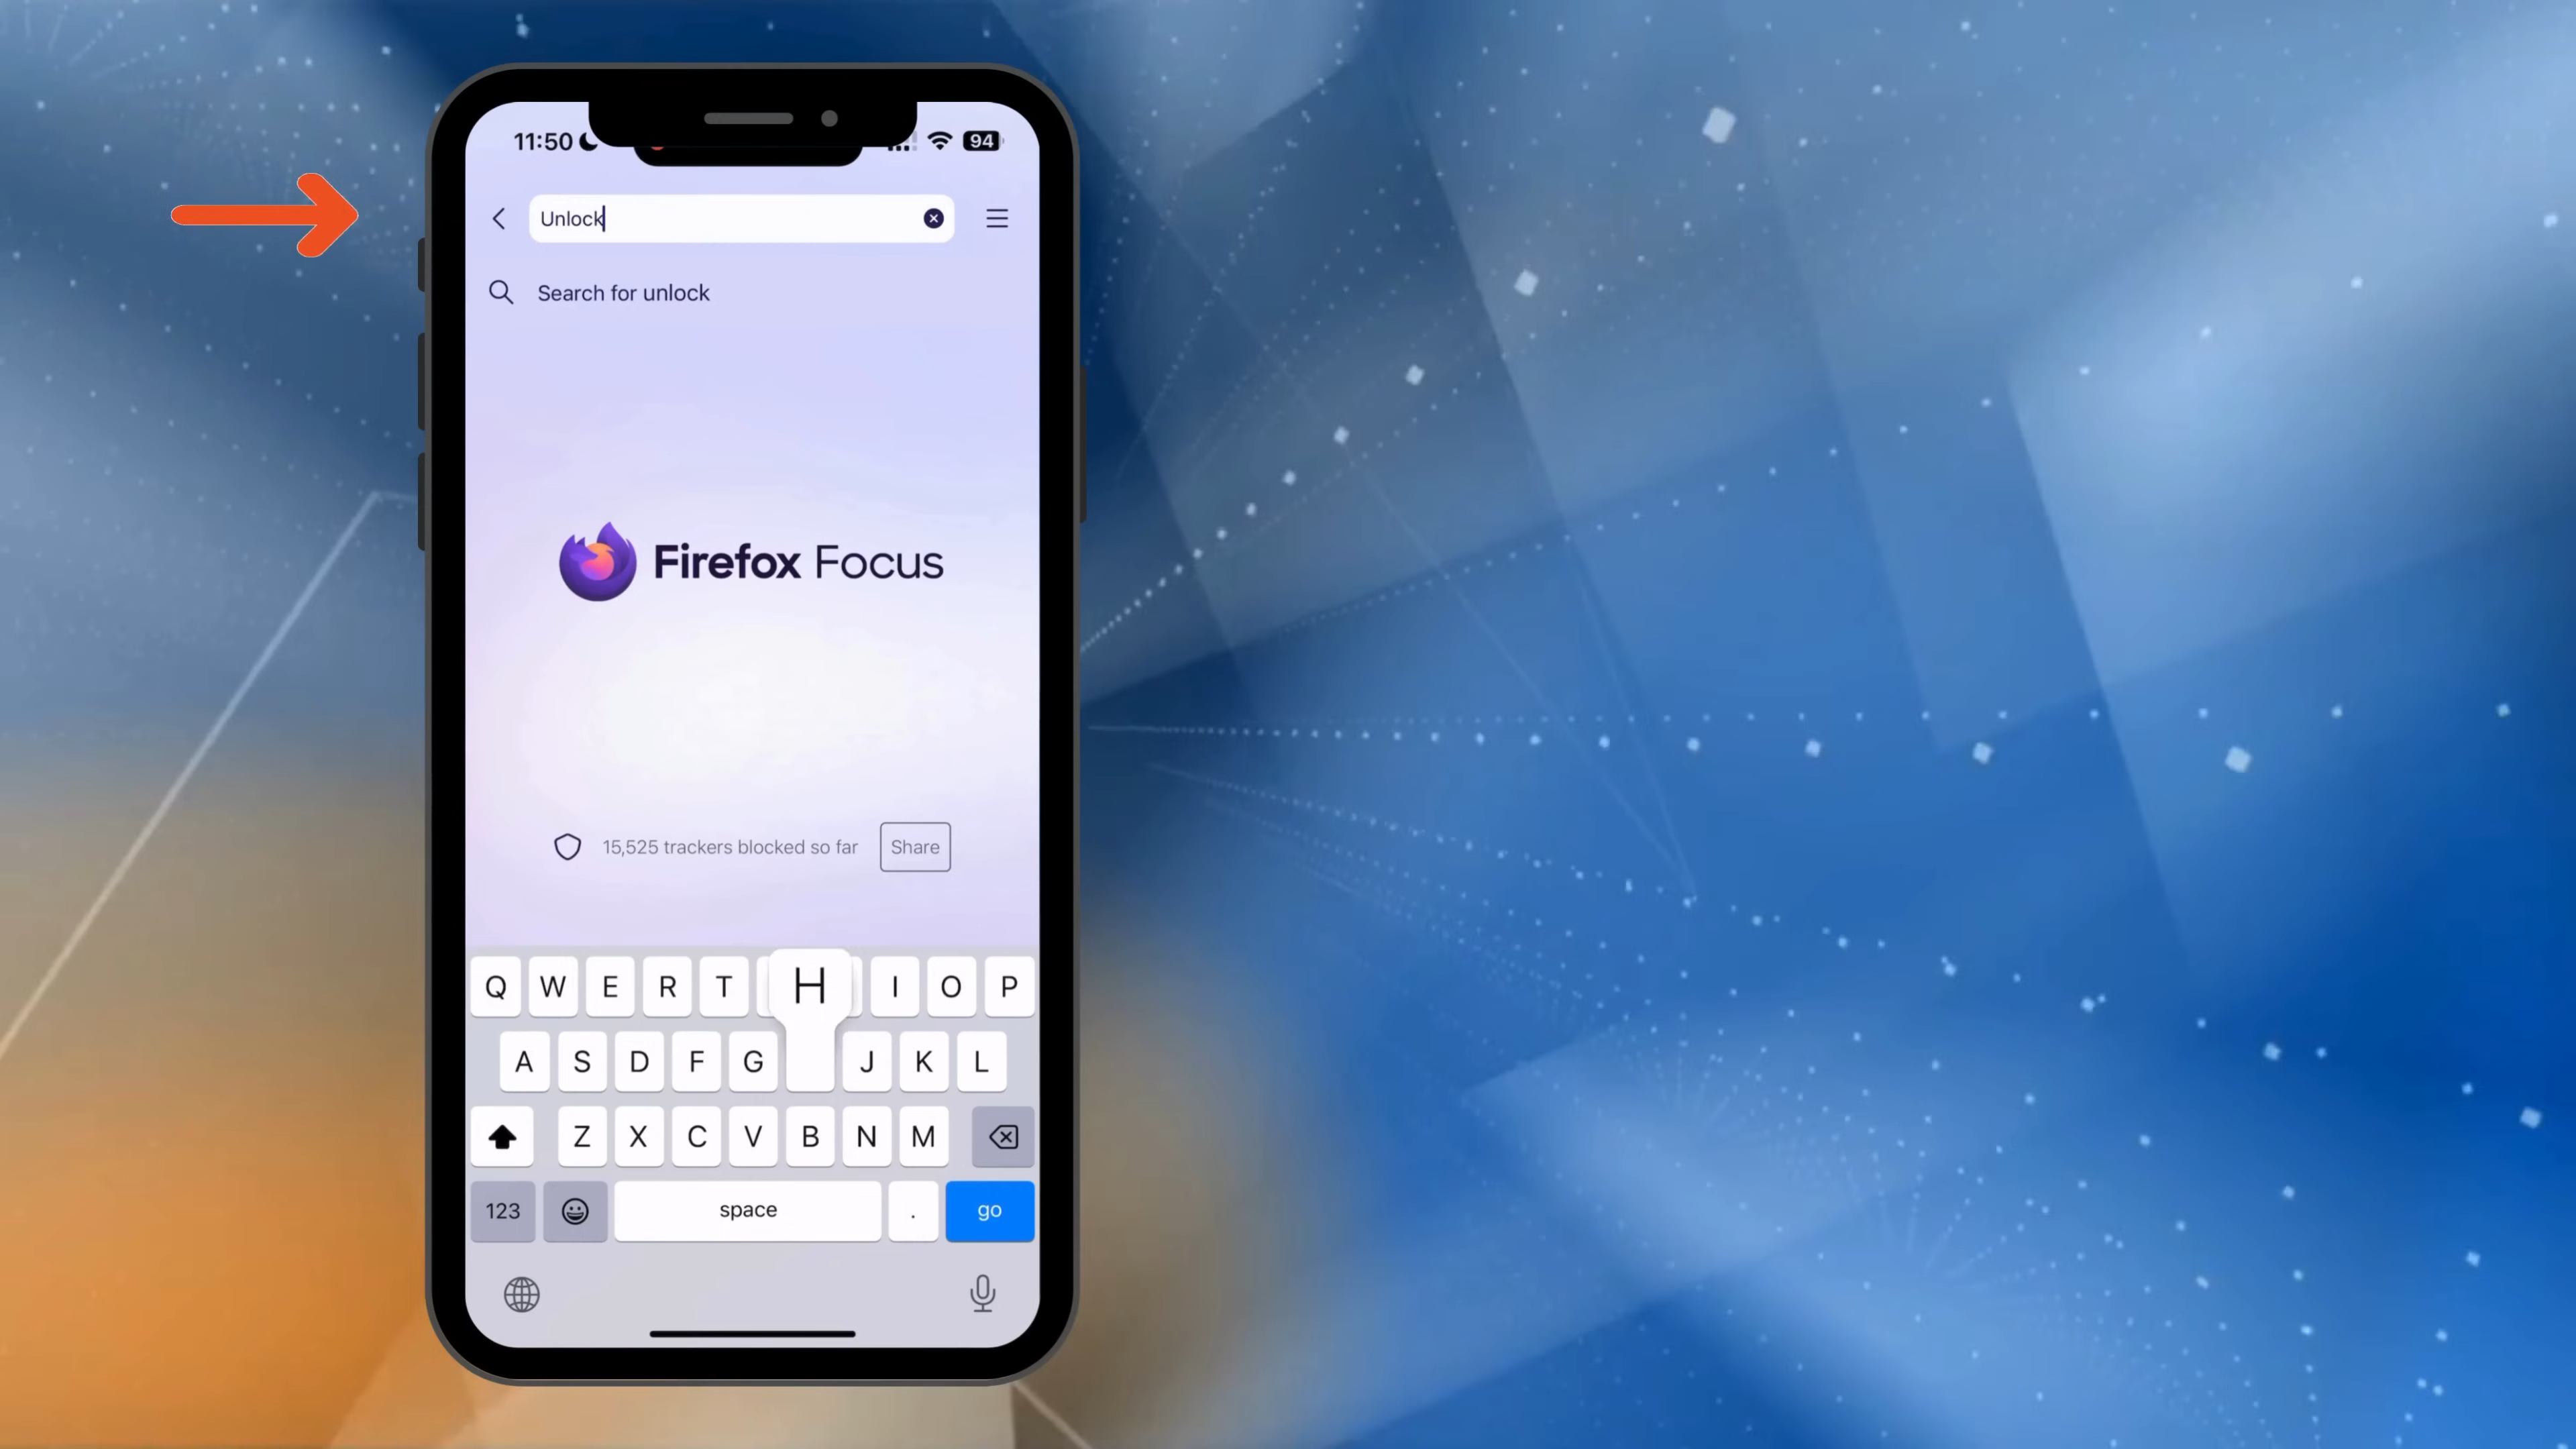 11:50 94
Unlock
Search for unlock
Firefox Focus
15,525 trackers blocked so far Share
Q W E R T H I O P
A S D F G J K L
Z X C V B N M
123 space . go